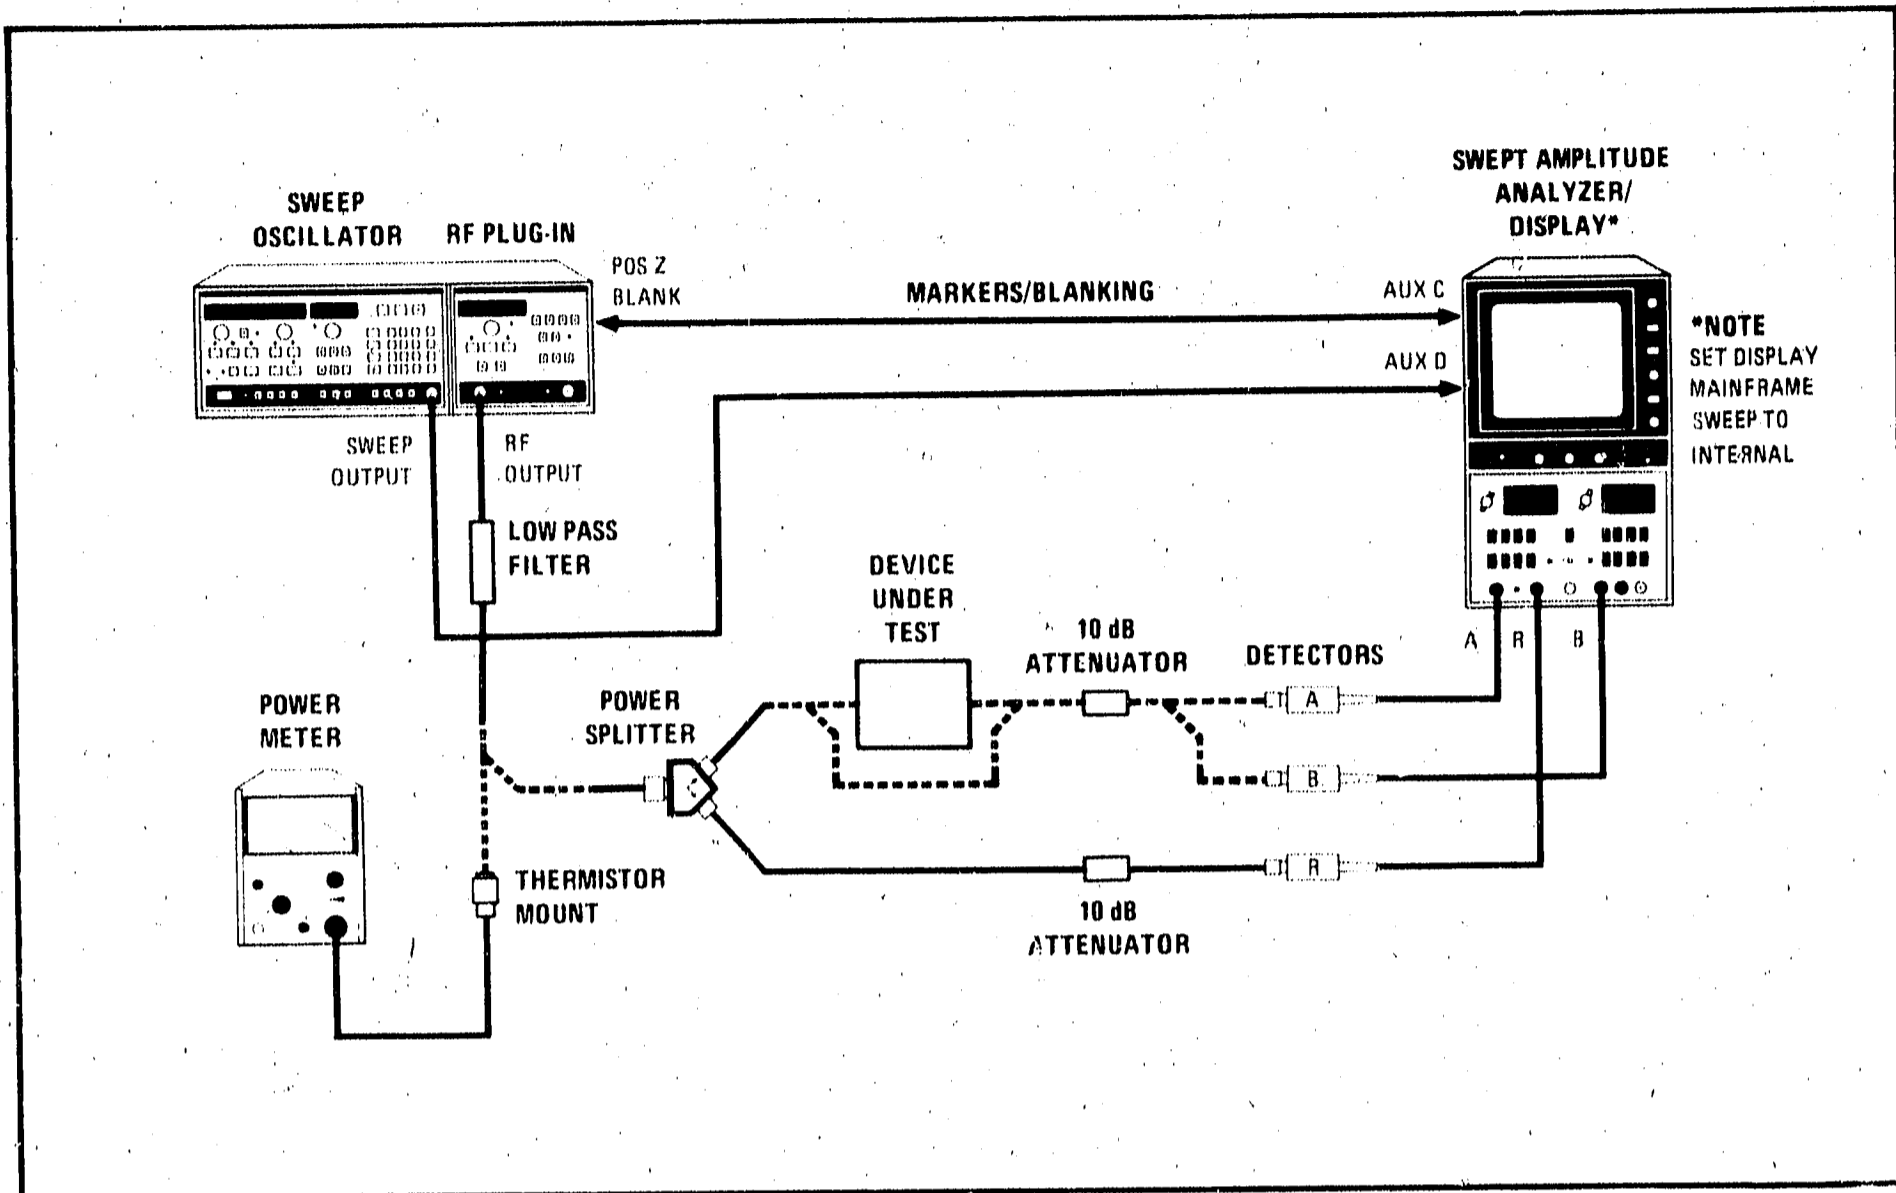 SWEEP
OSCILLATOR
RF PLUG-IN
POS Z
BLANK
MARKERS/BLANKING
AUX C
AUX D
SWEPT AMPLITUDE
ANALYZER/
DISPLAY*
*NOTE
SET DISPLAY
MAINFRAME
SWEEP TO
INTERNAL
SWEEP
OUTPUT
RF
OUTPUT
LOW PASS
FILTER
DEVICE
UNDER
TEST
10 dB
ATTENUATOR
DETECTORS
A
R
B
POWER
METER
POWER
SPLITTER
A
B
R
THERMISTOR
MOUNT
10 dB
ATTENUATOR